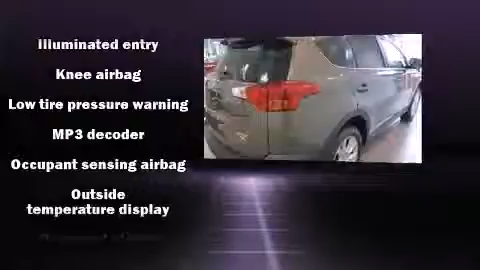 Illuminated entry
Knee airbag
Low tire pressure warning
MP3 decoder
Occupant sensing airbag
Outside
temperature display